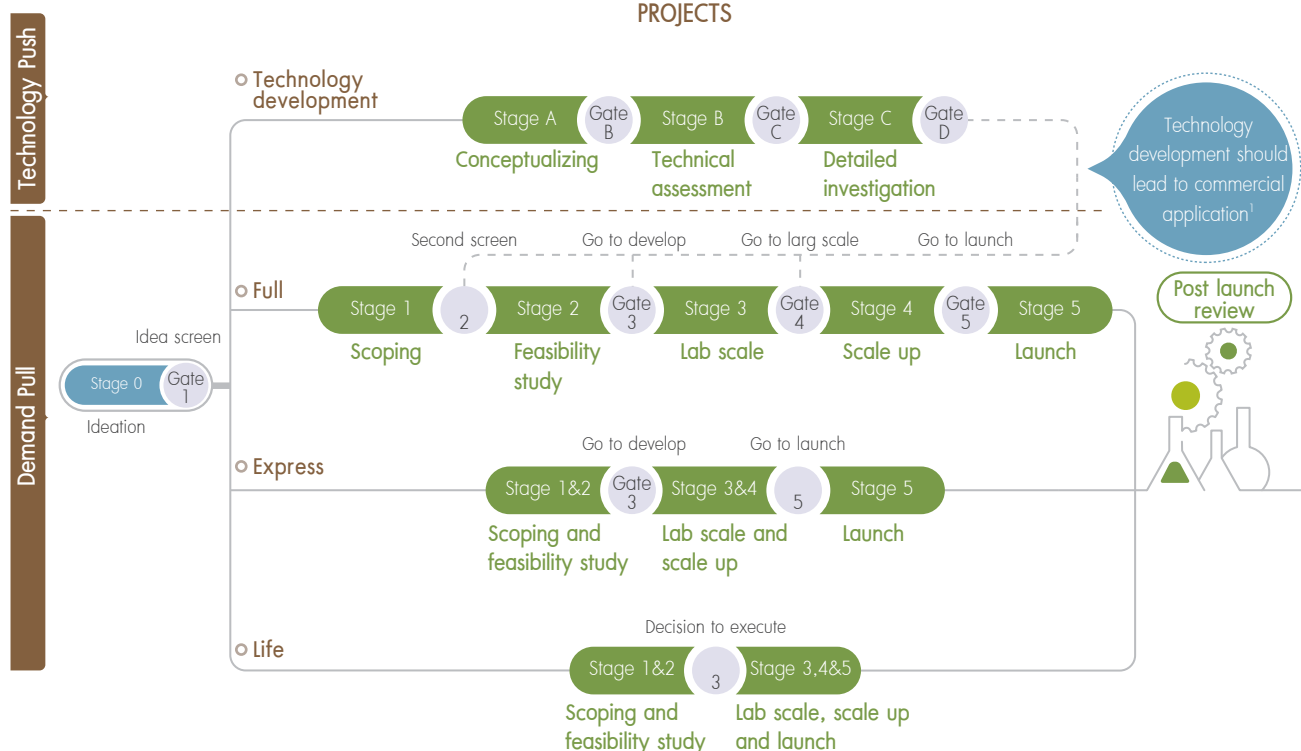 PROJECTS
Technology Push
Technology
development
Stage A
Gate
B
Stage B
Gate
C
Stage C
Gate
D
Conceptualizing
Technical
assessment
Detailed
investigation
Technology
development should
lead to commercial
application1
Demand Pull
Second screen
Go to develop
Go to larg scale
Go to launch
Full
Stage 1
2
Stage 2
Gate
3
Stage 3
Gate
4
Stage 4
Gate
5
Stage 5
Scoping
Feasibility
study
Lab scale
Scale up
Launch
Post launch
review
Idea screen
Stage 0
Gate
1
Ideation
Go to develop
Go to launch
Express
Stage 1&2
Gate
3
Stage 3&4
5
Stage 5
Scoping and
feasibility study
Lab scale and
scale up
Launch
Decision to execute
Life
Stage 1&2
3
Stage 3,4&5
Scoping and
feasibility study
Lab scale, scale up
and launch